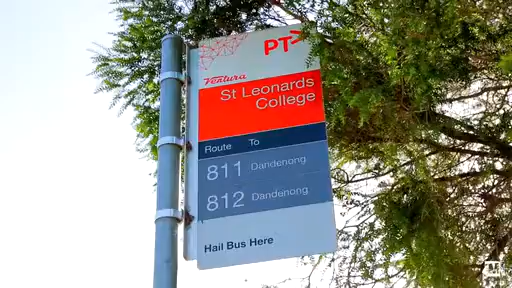 PT
Ventura
St Leonards
College
Route To
811 Dandenong
812 Dandenong
Hail Bus Here